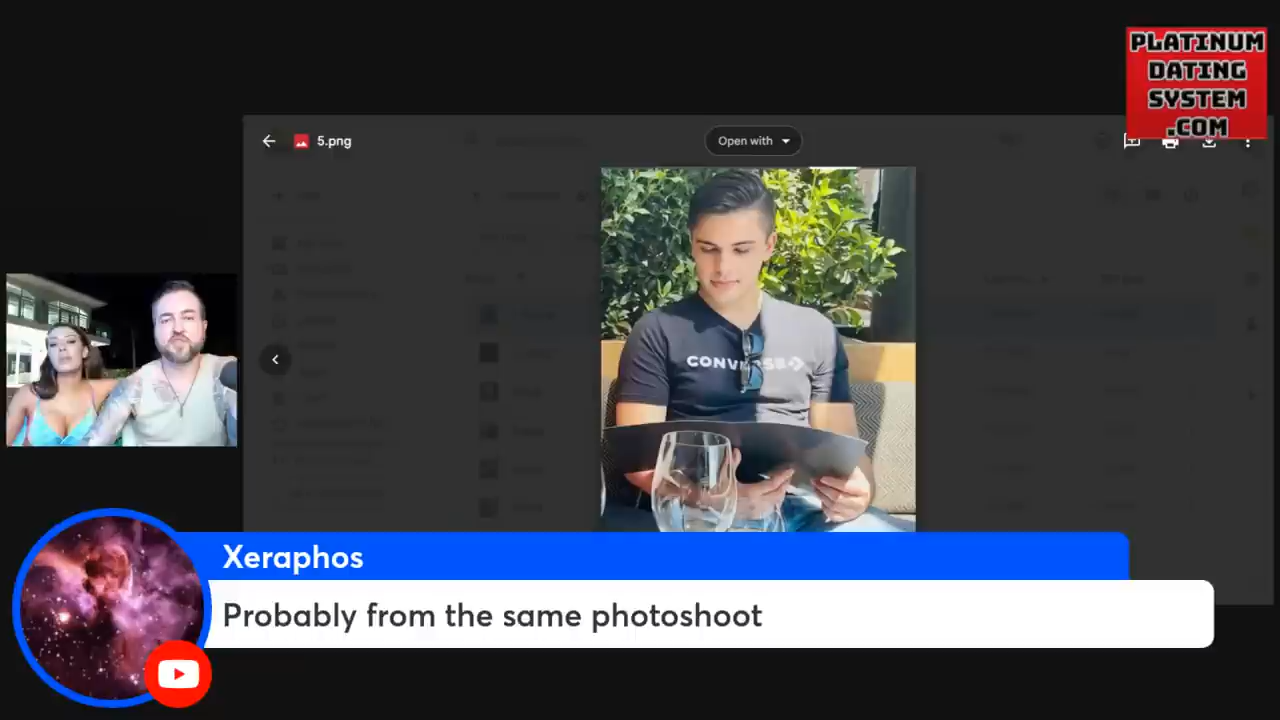 PLATINUM
DATING
SYSTEM
.COM
5.png
Open with
CONVERSE
Xeraphos
Probably from the same photoshoot